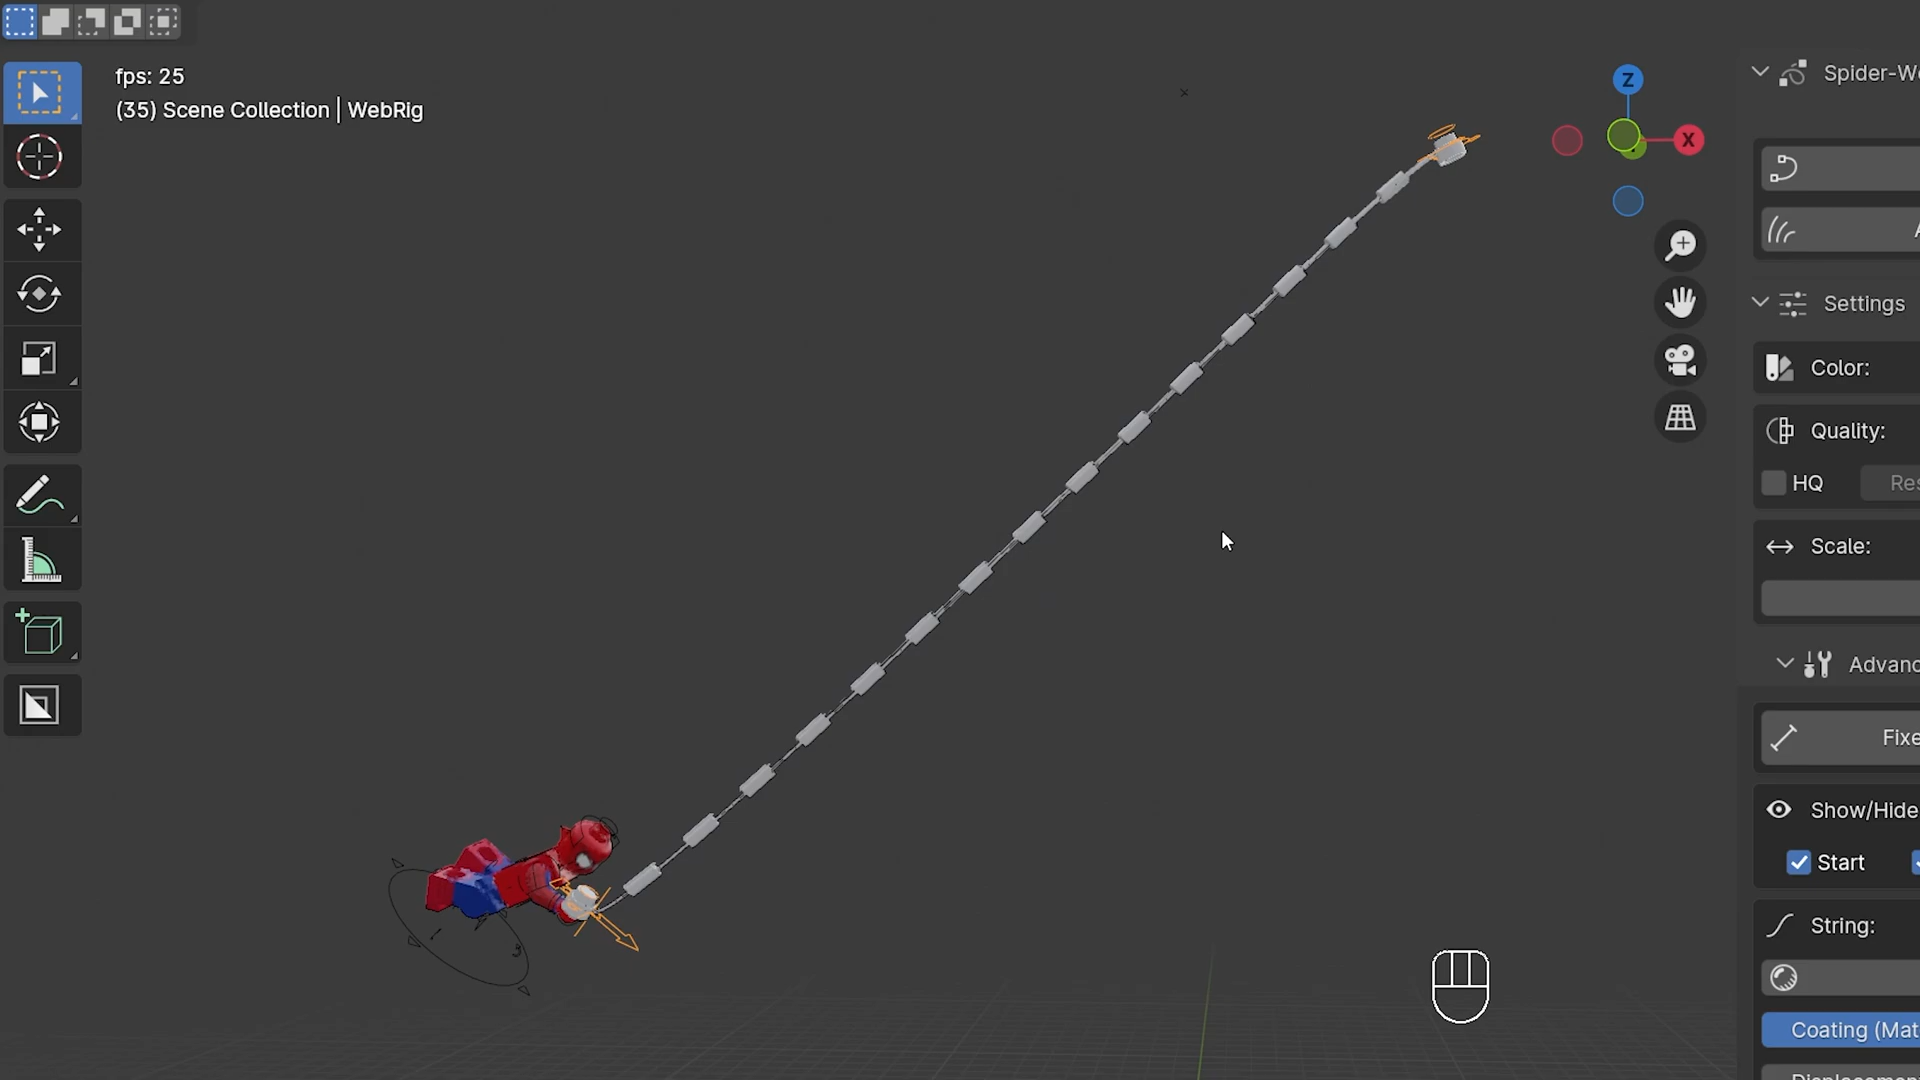 fps: 25
(35) Scene Collection | WebRig
Z
X
Spider-We
A
Settings
Color:
Quality:
HQ
Res
Scale:
Advanc
Fixe
Show/Hide
Start
String:
Coating (Mat